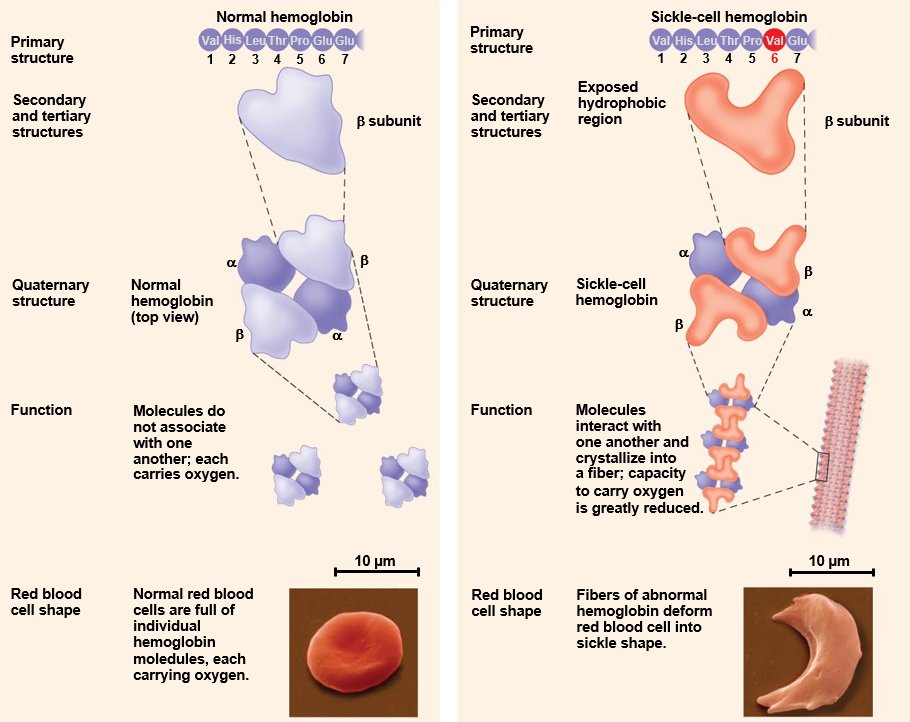 Normal hemoglobin
Primary
structure
Val His Leu Thr Pro Glu Glu
1 2 3 4 5 6 7
Secondary
and tertiary
structures
β subunit
Quaternary
structure
Normal
hemoglobin
(top view)
α
β
β
α
Function
Molecules do
not associate
with one
another; each
carries oxygen.
10 µm
Red blood
cell shape
Normal red blood
cells are full of
individual
hemoglobin
moledules, each
carrying oxygen.
Sickle-cell hemoglobin
Primary
structure
Val His Leu Thr Pro Val Glu
1 2 3 4 5 6 7
Secondary
and tertiary
structures
Exposed
hydrophobic
region
β subunit
Quaternary
structure
Sickle-cell
hemoglobin
α
β
β
α
Function
Molecules
interact with
one another and
crystallize into
a fiber; capacity
to carry oxygen
is greatly reduced.
10 µm
Red blood
cell shape
Fibers of abnormal
hemoglobin deform
red blood cell into
sickle shape.